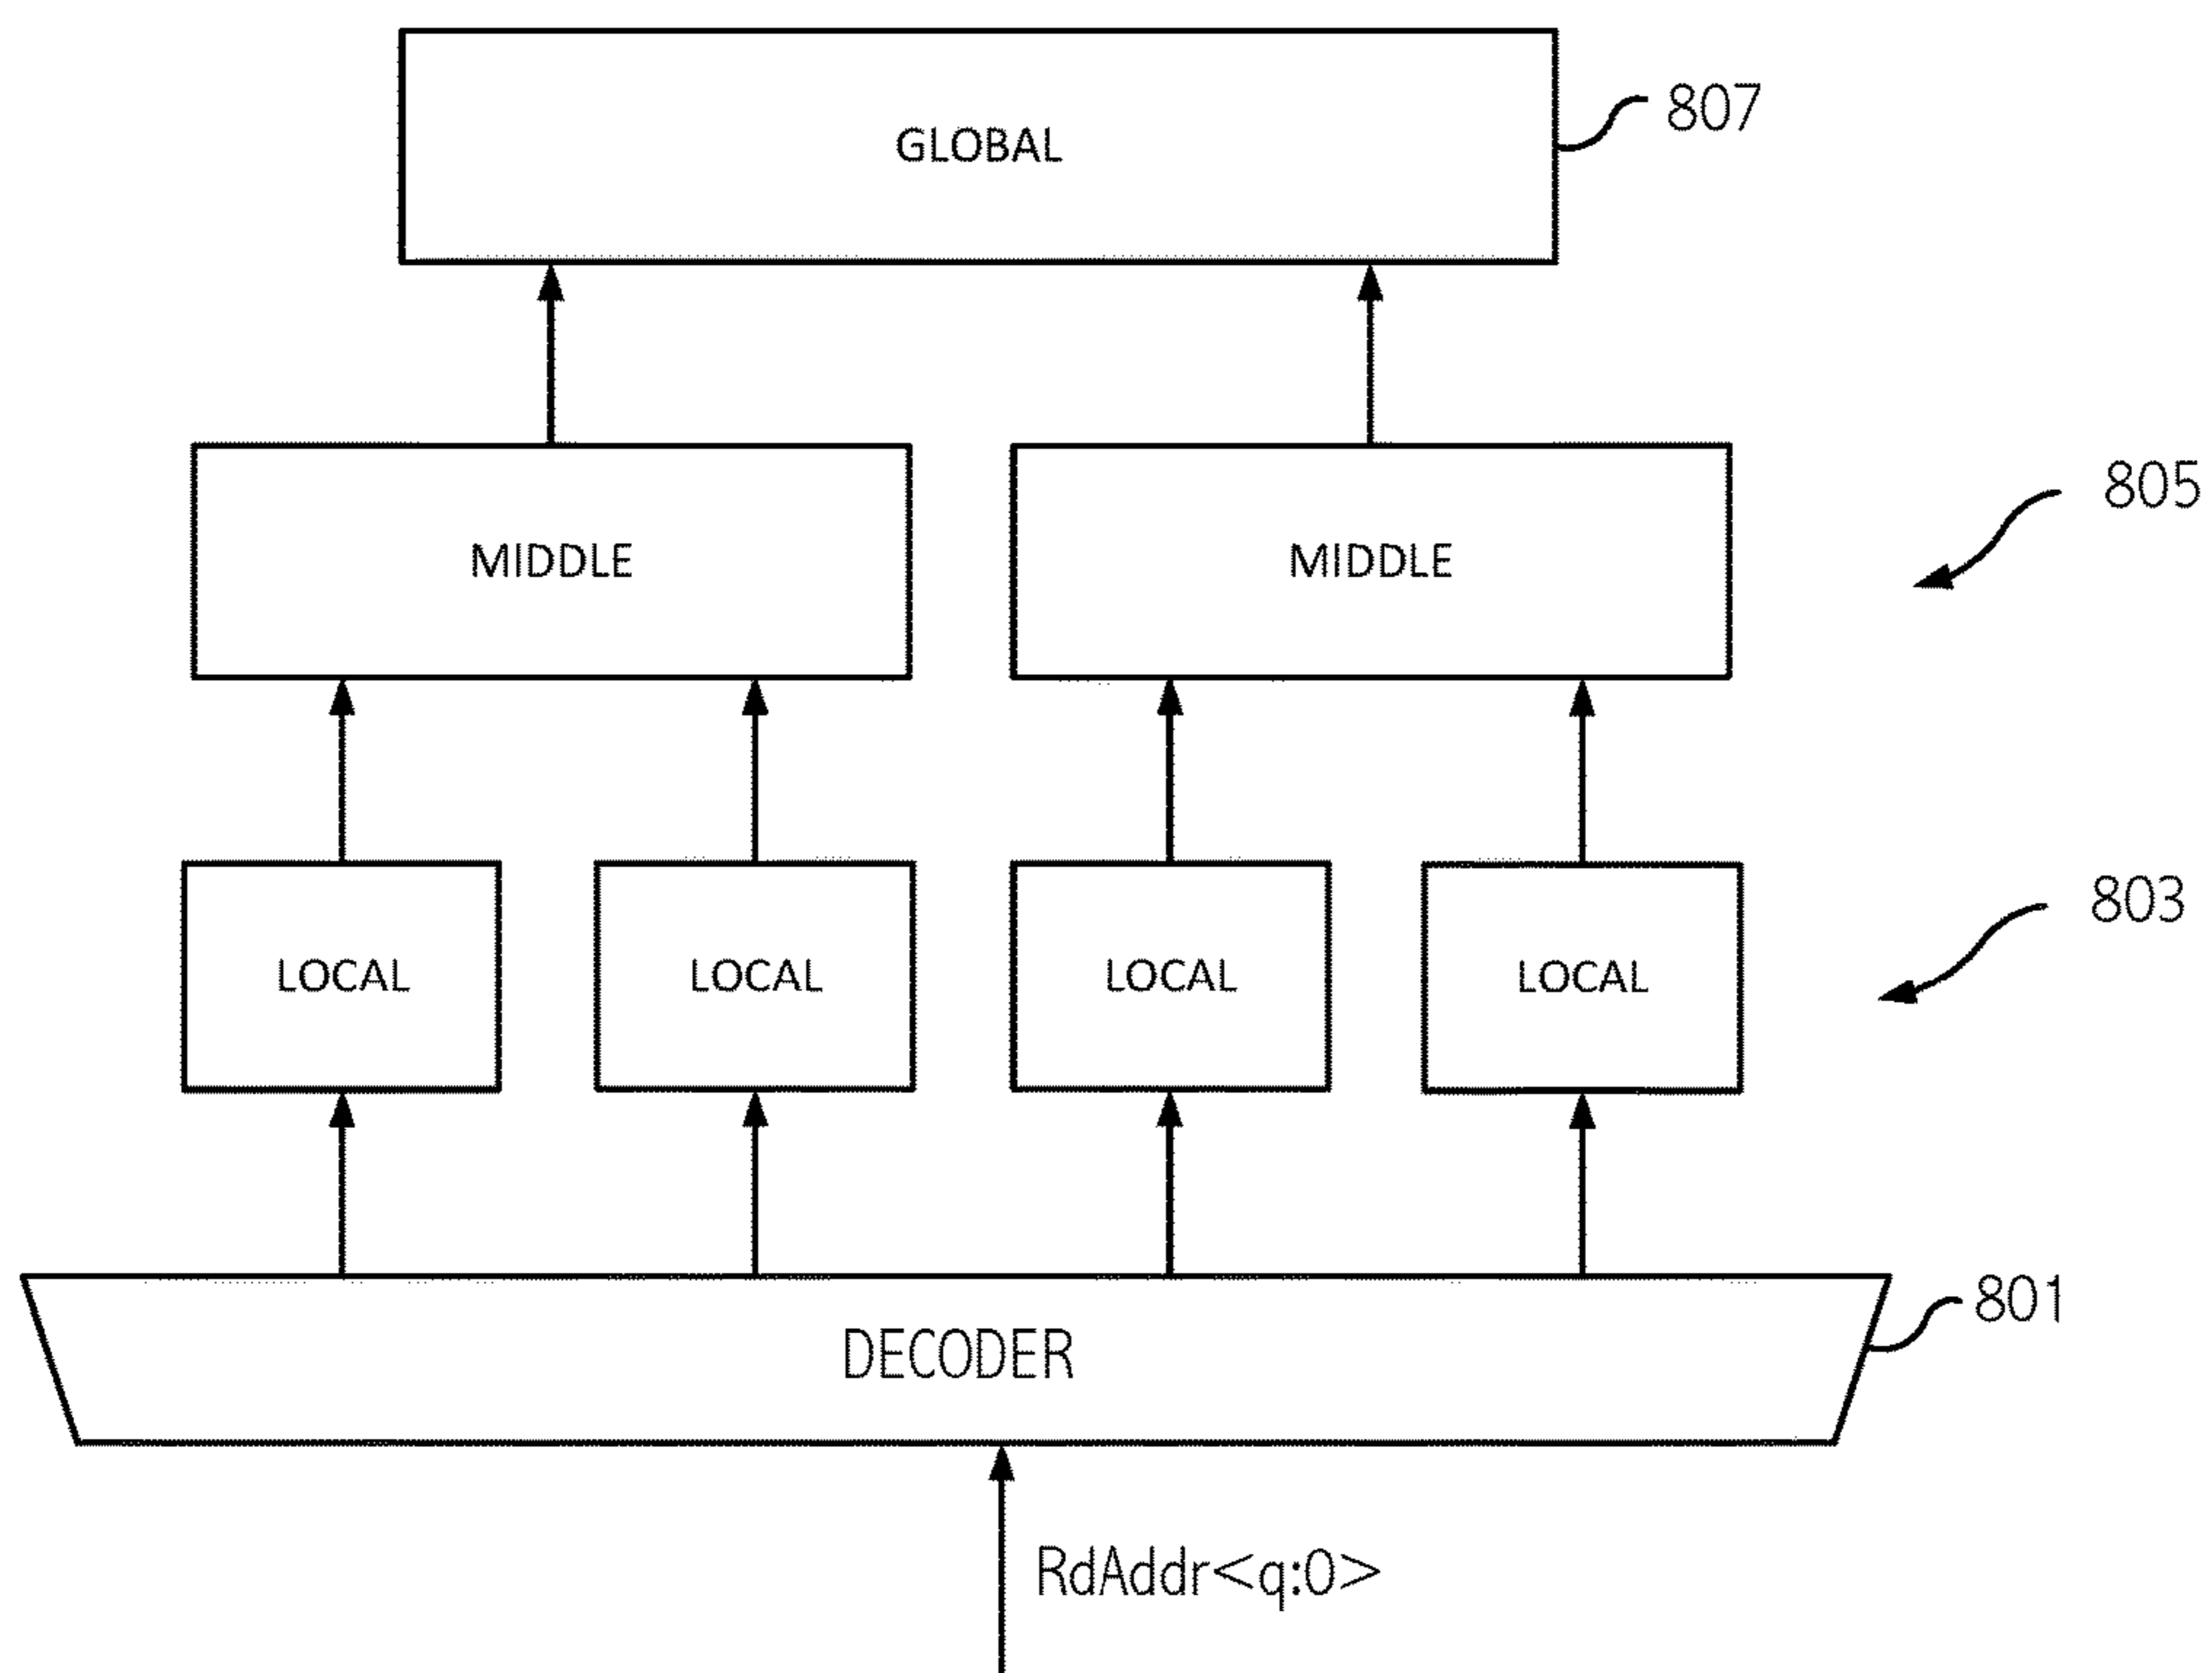 GLOBAL
807
MIDDLE
MIDDLE
805
LOCAL
LOCAL
LOCAL
LOCAL
803
DECODER
801
RdAddr<q:0>